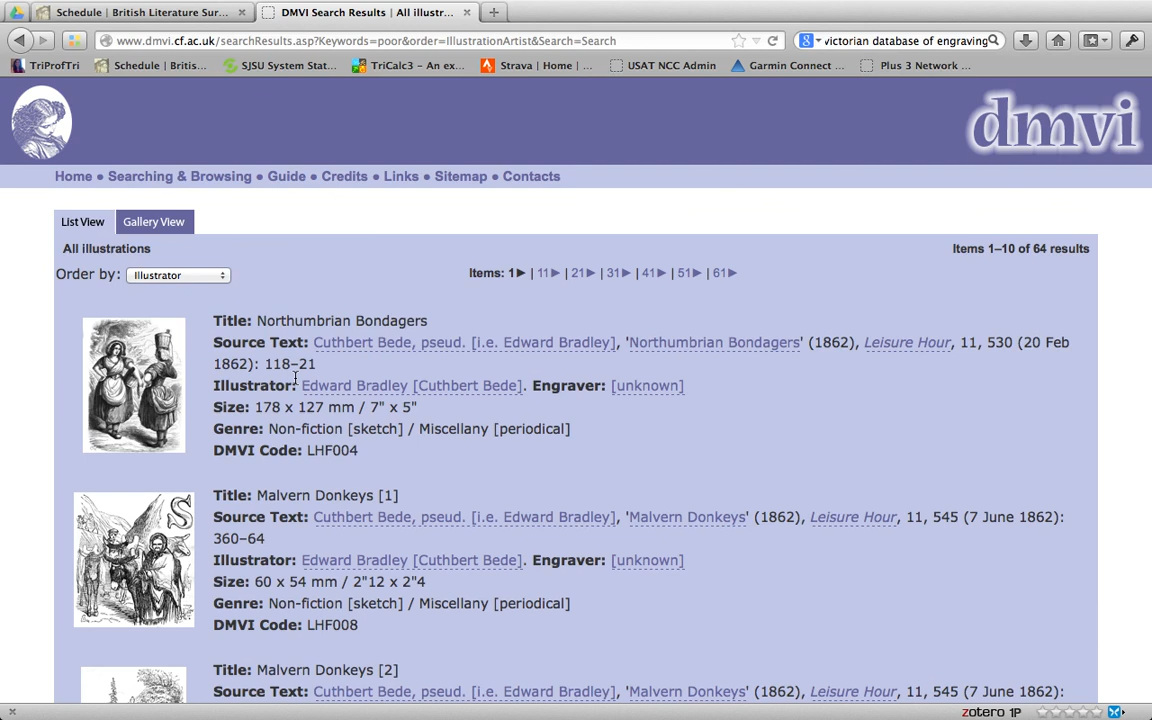 Schedule | British Literature Sur...
DMVI Search Results | All illustr...
www.dmvi.cf.ac.uk/searchResults.asp?Keywords=poor&order=IllustrationArtist&Search=Search
victorian database of engraving
TriProfTri
Schedule | Britis...
SJSU System Stat...
TriCalc3 – An ex...
Strava | Home | ...
USAT NCC Admin
Garmin Connect ...
Plus 3 Network ...
dmvi
Home ● Searching & Browsing ● Guide ● Credits ● Links ● Sitemap ● Contacts
List View
Gallery View
All illustrations
Items 1–10 of 64 results
Order by: Illustrator
Items: 1▶ | 11▶ | 21▶ | 31▶ | 41▶ | 51▶ | 61▶
Title: Northumbrian Bondagers
Source Text: Cuthbert Bede, pseud. [i.e. Edward Bradley], 'Northumbrian Bondagers' (1862), Leisure Hour, 11, 530 (20 Feb
1862): 118–21
Illustrator: Edward Bradley [Cuthbert Bede]. Engraver: [unknown]
Size: 178 x 127 mm / 7" x 5"
Genre: Non-fiction [sketch] / Miscellany [periodical]
DMVI Code: LHF004
S
Title: Malvern Donkeys [1]
Source Text: Cuthbert Bede, pseud. [i.e. Edward Bradley], 'Malvern Donkeys' (1862), Leisure Hour, 11, 545 (7 June 1862):
360–64
Illustrator: Edward Bradley [Cuthbert Bede]. Engraver: [unknown]
Size: 60 x 54 mm / 2"12 x 2"4
Genre: Non-fiction [sketch] / Miscellany [periodical]
DMVI Code: LHF008
Title: Malvern Donkeys [2]
Source Text: Cuthbert Bede, pseud. [i.e. Edward Bradley], 'Malvern Donkeys' (1862), Leisure Hour, 11, 545 (7 June 1862):
zotero 1P